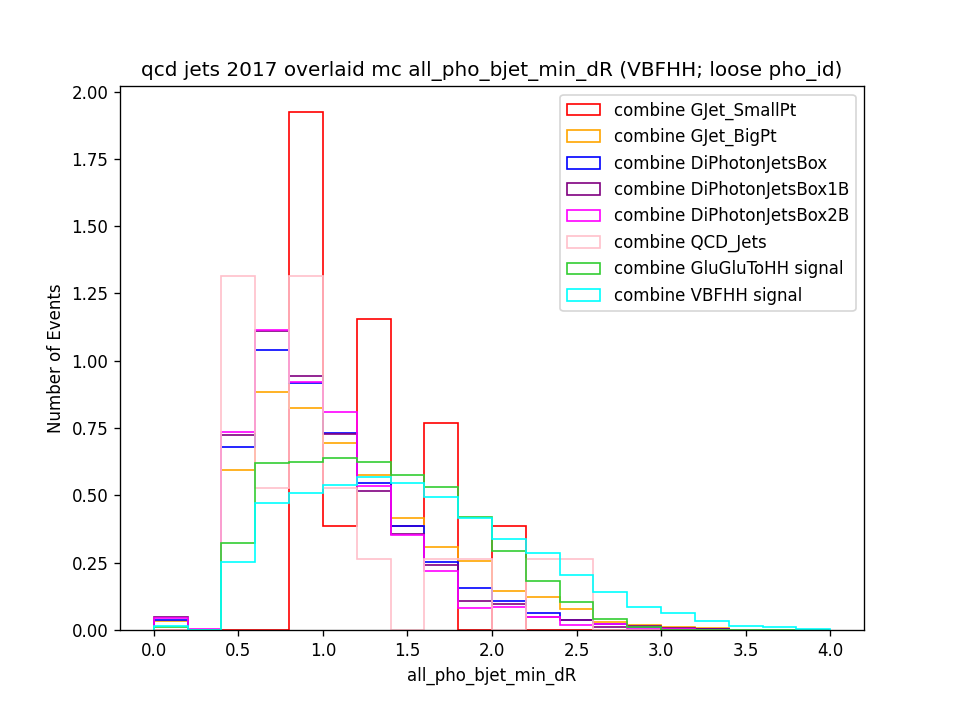 qcd jets 2017 overlaid mc all_pho_bjet_min_dR (VBFHH; loose pho_id)
combine GJet_SmallPt
combine GJet_BigPt
combine DiPhotonJetsBox
combine DiPhotonJetsBox1B
combine DiPhotonJetsBox2B
combine QCD_Jets
combine GluGluToHH signal
combine VBFHH signal
Number of Events
2.00
1.75
1.50
1.25
1.00
0.75
0.50
0.25
0.00
0.0 0.5 1.0 1.5 2.0 2.5 3.0 3.5 4.0
all_pho_bjet_min_dR